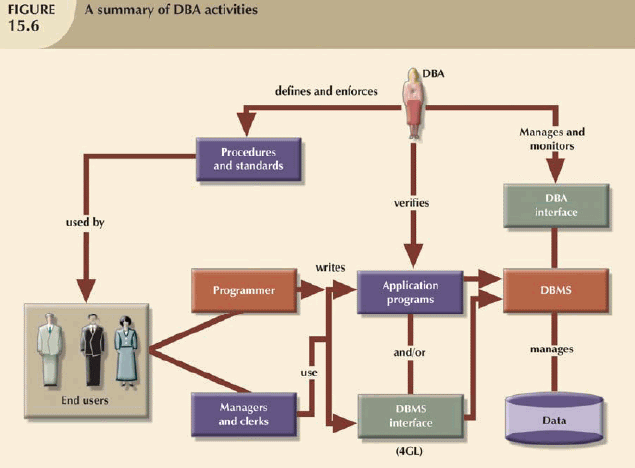 FIGURE
15.6
A summary of DBA activities
DBA
defines and enforces
Manages and
monitors
Procedures
and standards
DBA
interface
verifies
used by
writes
Programmer
Application
programs
DBMS
and/or
manages
use
End users
Managers
and clerks
DBMS
interface
Data
(4GL)